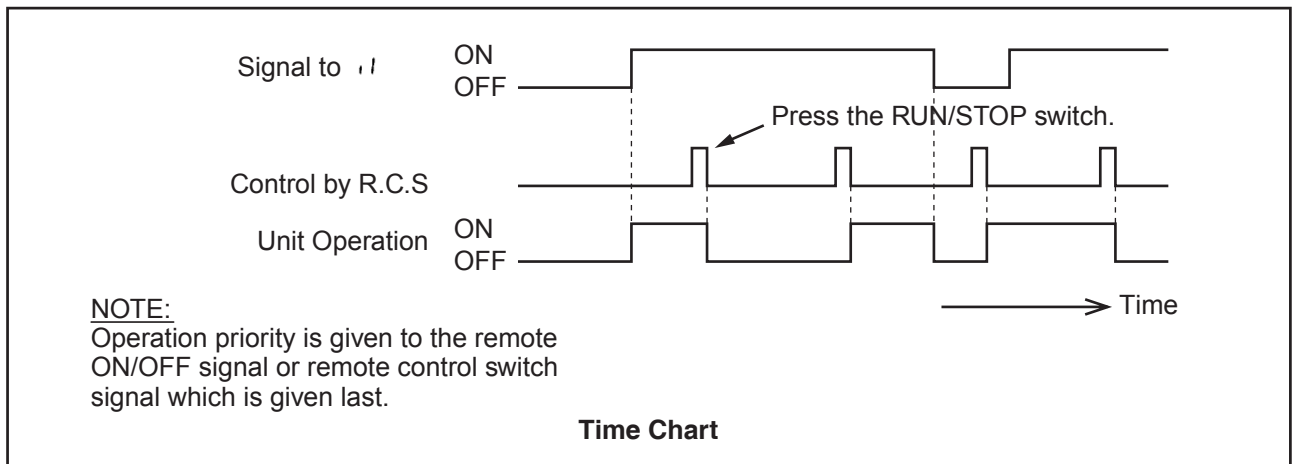 Signal to
ON
OFF
Press the RUN/STOP switch.
Control by R.C.S
Unit Operation
ON
OFF
Time
NOTE:
Operation priority is given to the remote
ON/OFF signal or remote control switch
signal which is given last.
Time Chart